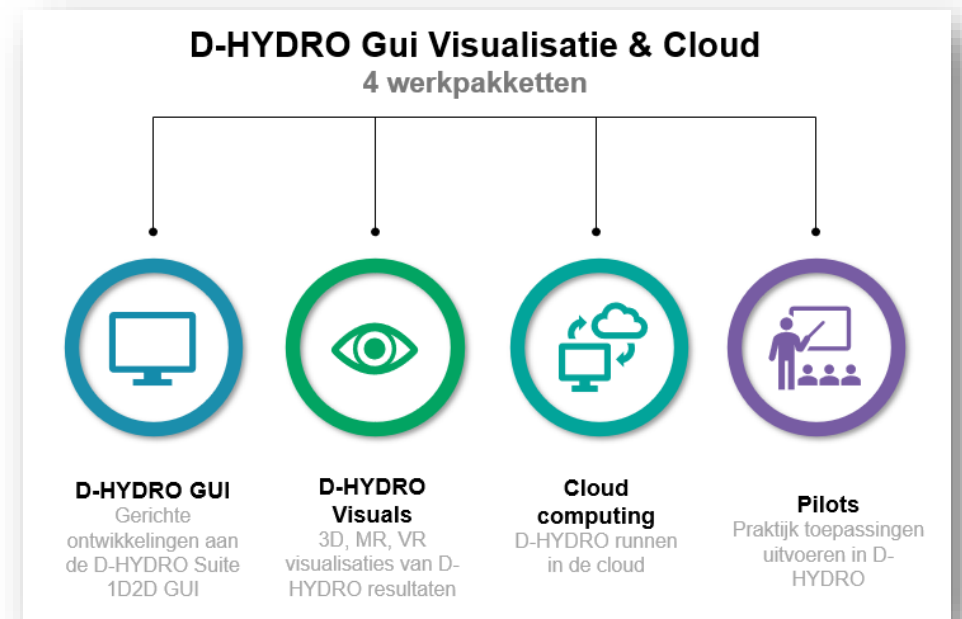 D-HYDRO Gui Visualisatie & Cloud
4 werkpakketten
D-HYDRO GUI
Gerichte
ontwikkelingen aan
de D-HYDRO Suite
1D2D GUI
D-HYDRO
Visuals
3D, MR, VR
visualisaties van D-
HYDRO resultaten
Cloud
computing
D-HYDRO runnen
in de cloud
Pilots
Praktijk toepassingen
uitvoeren in D-
HYDRO